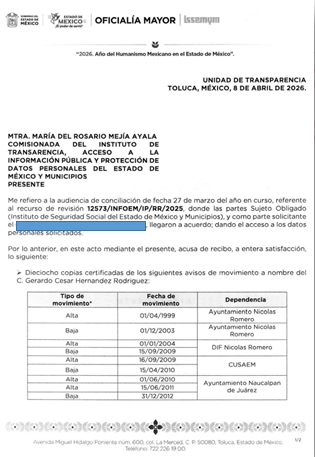 GOBIERNO DEL ESTADO DE MÉXICO
ESTADO DE MÉXICO
¡El poder de servir!
OFICIALÍA MAYOR
issemym
"2026. Año del Humanismo Mexicano en el Estado de México".
UNIDAD DE TRANSPARENCIA
TOLUCA, MÉXICO, 8 DE ABRIL DE 2026.
MTRA. MARÍA DEL ROSARIO MEJÍA AYALA
COMISIONADA DEL INSTITUTO DE
TRANSARENCIA, ACCESO A LA
INFORMACIÓN PÚBLICA Y PROTECCIÓN DE
DATOS PERSONALES DEL ESTADO DE
MÉXICO Y MUNICIPIOS
PRESENTE
Me refiero a la audiencia de conciliación de fecha 27 de marzo del año en curso, referente
al recurso de revisión 12573/INFOEM/IP/RR/2025, donde las partes Sujeto Obligado
(Instituto de Seguridad Social del Estado de México y Municipios), y como parte solicitante
el llegaron a acuerdo; dando el acceso a los datos
personales solicitados.
Por lo anterior, en este acto mediante el presente, acusa de recibo, a entera satisfacción,
lo siguiente:
➢ Dieciocho copias certificadas de los siguientes avisos de movimiento a nombre del
C. Gerardo Cesar Hernandez Rodriguez:
Tipo de movimiento* Fecha de movimiento Dependencia
Alta 01/04/1999 Ayuntamiento Nicolas Romero
Baja 01/12/2003 Ayuntamiento Nicolas Romero
Alta 01/01/2004 DIF Nicolas Romero
Baja 15/09/2009
Alta 16/09/2009 CUSAEM
Baja 15/04/2010
Alta 01/06/2010 Ayuntamiento Naucalpan de Juárez
Alta 15/06/2011
Baja 31/12/2012
1/2
Avenida Miguel Hidalgo Poniente núm. 600, col. La Merced, C. P. 50080, Toluca, Estado de México.
Teléfono: 722 226 19 00.